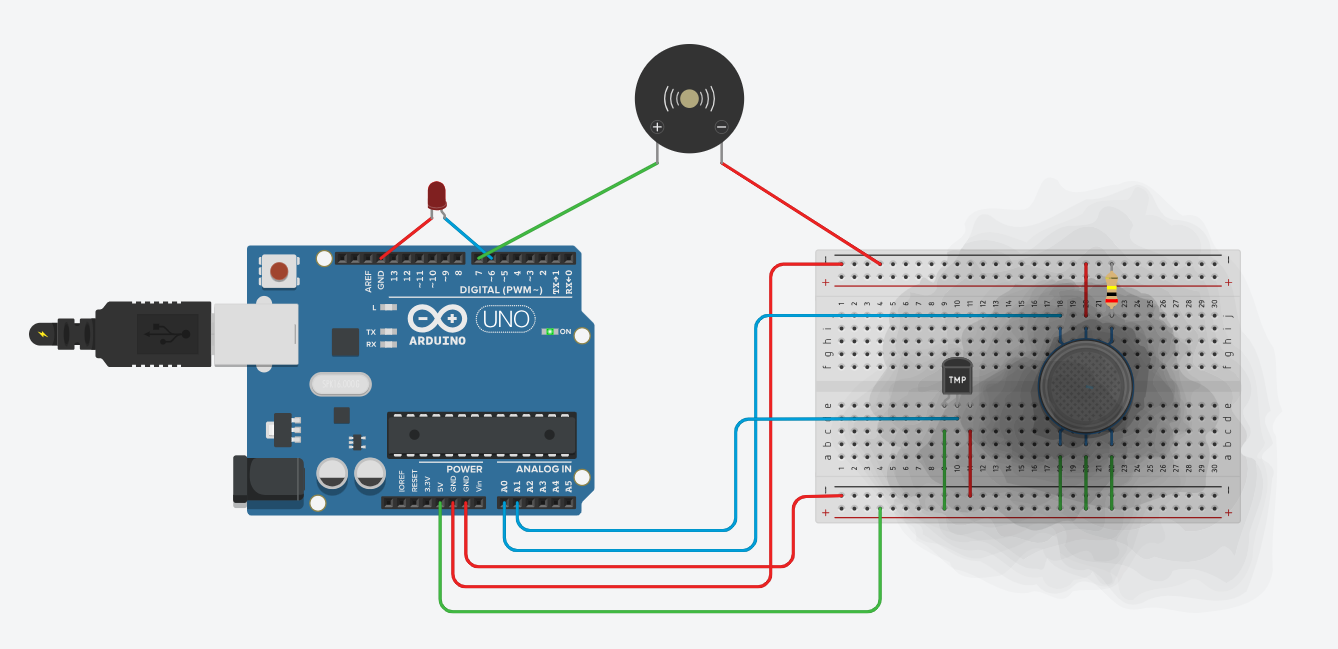 + −
AREF
GND
13
12
~11
~10
~9
8
7
~6
~5
4
~3
2
TX→1
RX←0
DIGITAL (PWM~)
L
TX
RX
UNO
ARDUINO
ON
POWER
ANALOG IN
IOREF
RESET
3.3V
5V
GND
GND
Vin
A0
A1
A2
A3
A4
A5
− −
+ +
1 2 3 4 5 6 7 8 9 10 11 12 13 14 15 16 17 18 19 20 21 22 23 24 25 26 27 28 29 30
j j
i i
h h
g g
f f
TMP
e e
d d
c c
b b
a a
1 2 3 4 5 6 7 8 9 10 11 12 13 14 15 16 17 18 19 20 21 22 23 24 25 26 27 28 29 30
− −
+ +